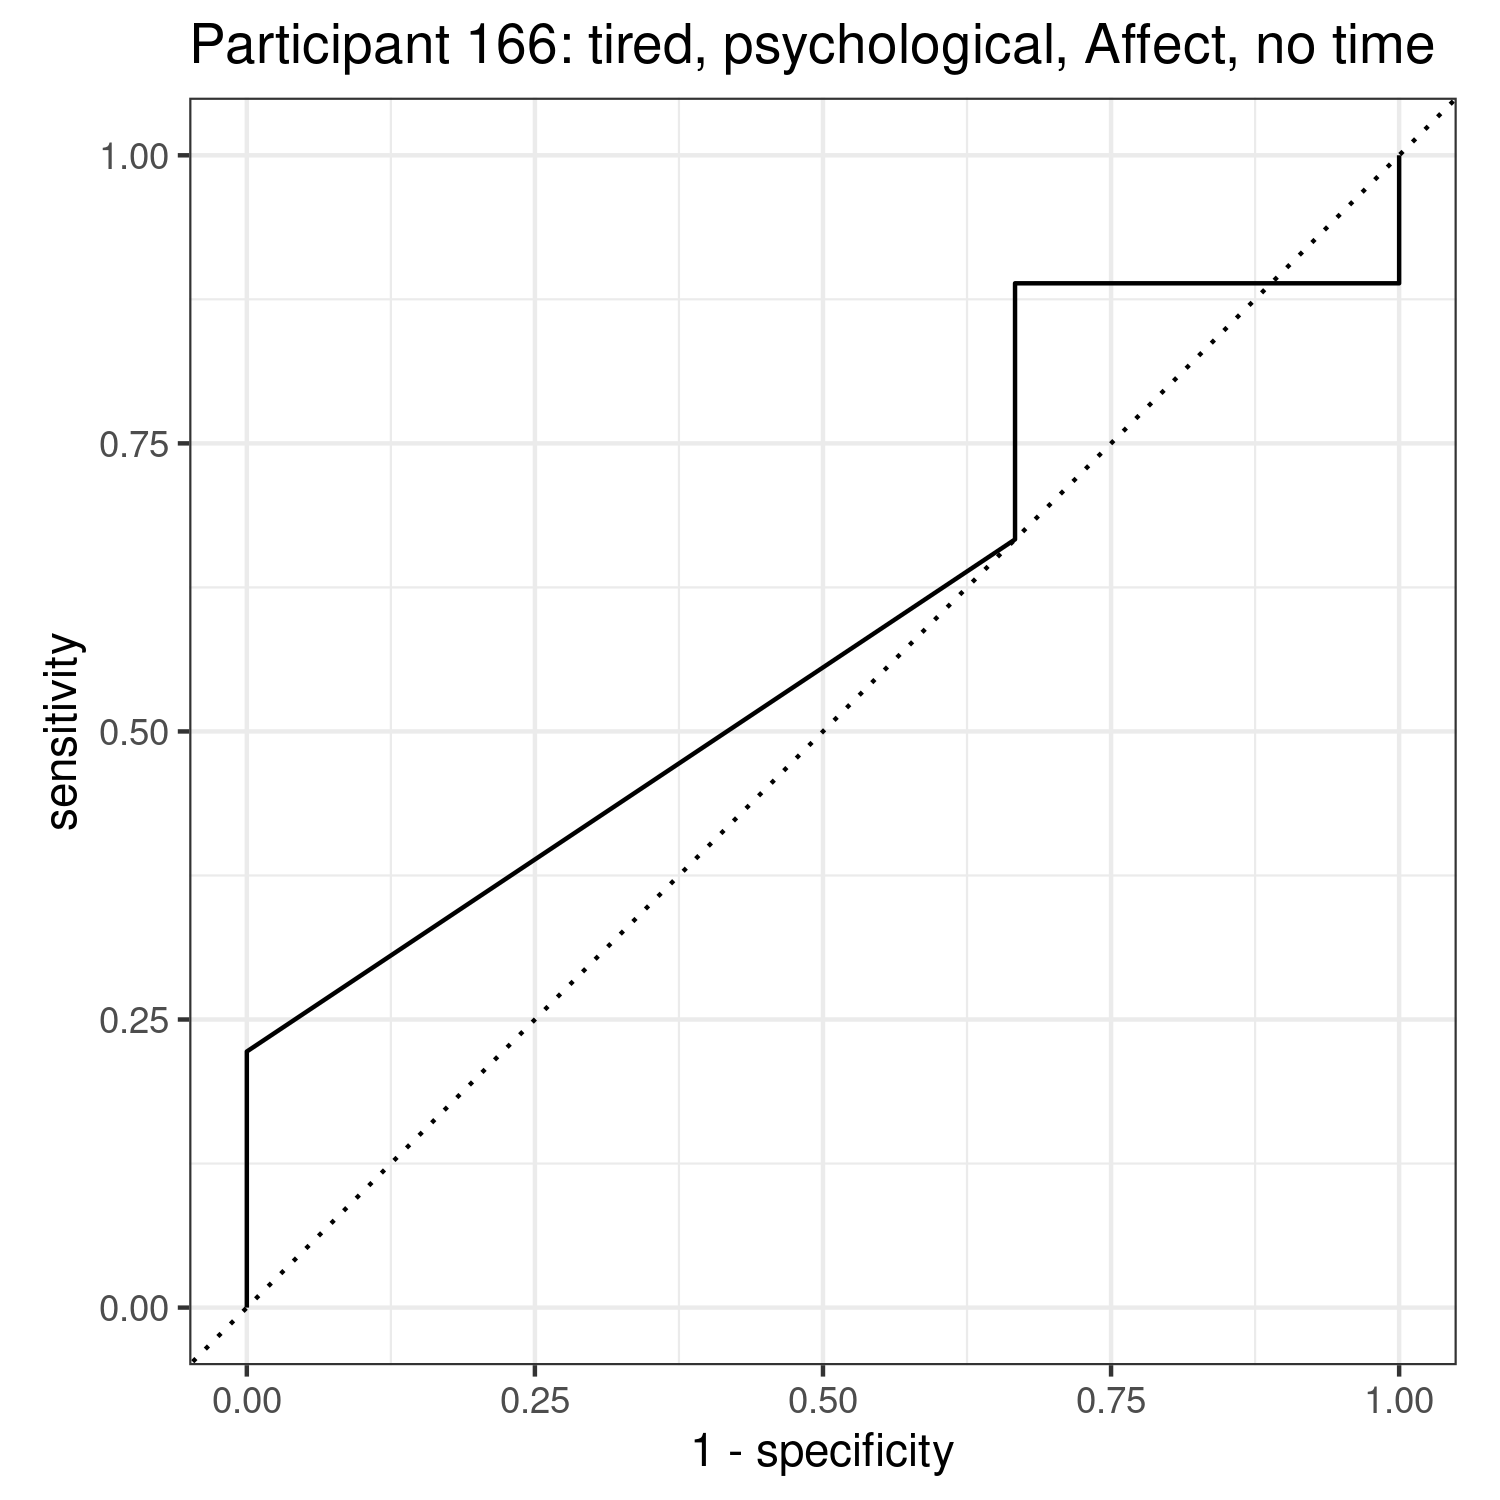 Participant 166: tired, psychological, Affect, no time
1.00
0.75
0.50
0.25
0.00
sensitivity
0.00 0.25 0.50 0.75 1.00
1 - specificity